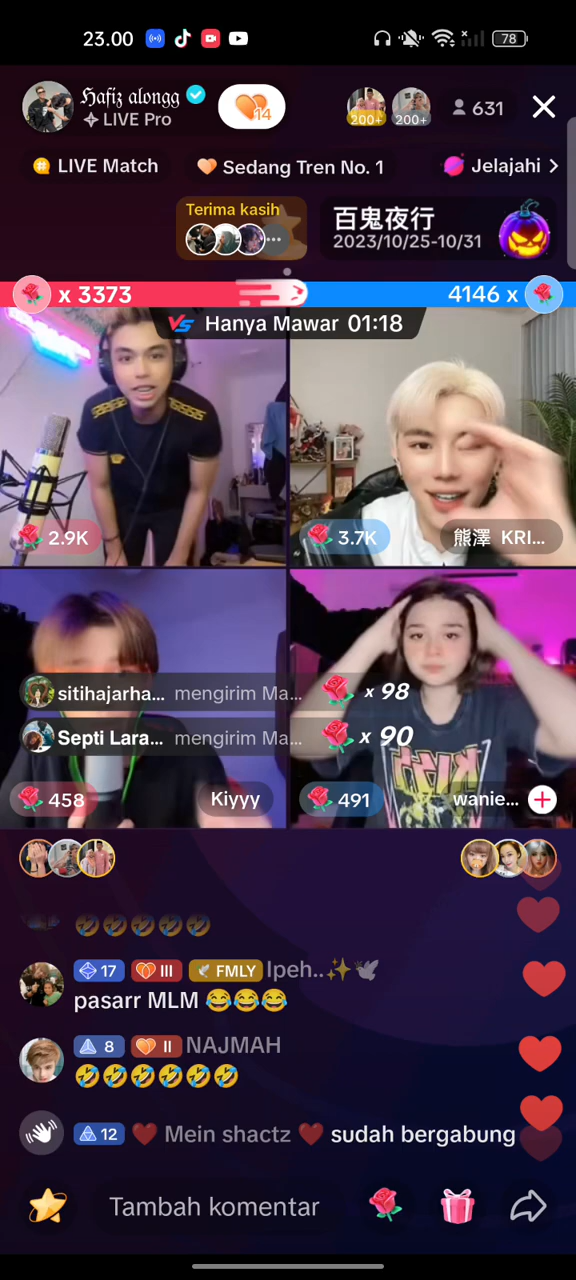 23.00
78
Hafiz alongg
LIVE Pro
14
200+
200+
631
LIVE Match
Sedang Tren No. 1
Jelajahi
Terima kasih
百鬼夜行
2023/10/25-10/31
x 3373
4146 x
VS Hanya Mawar 01:18
2.9K
3.7K
熊澤 KRI...
sitihajarha... mengirim Ma... x 98
Septi Lara... mengirim Ma... x 90
458
Kiyyy
491
wanie...
17 III FMLY Ipeh..
pasarr MLM
8 II NAJMAH
12 Mein shactz sudah bergabung
Tambah komentar